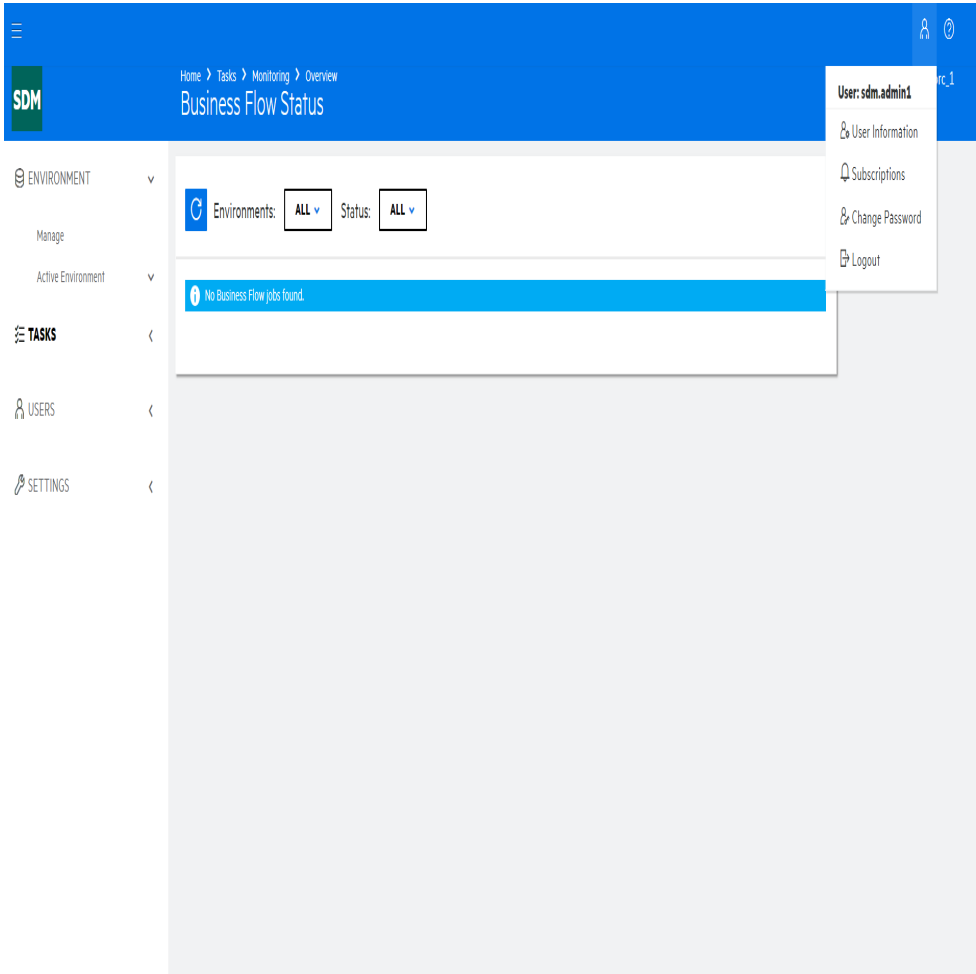 SDM
Home > Tasks > Monitoring > Overview
Business Flow Status
rc_1
User: sdm.admin1
User Information
Subscriptions
Change Password
Logout
ENVIRONMENT
Manage
Active Environment
TASKS
USERS
SETTINGS
Environments: ALL Status: ALL
No Business Flow jobs found.